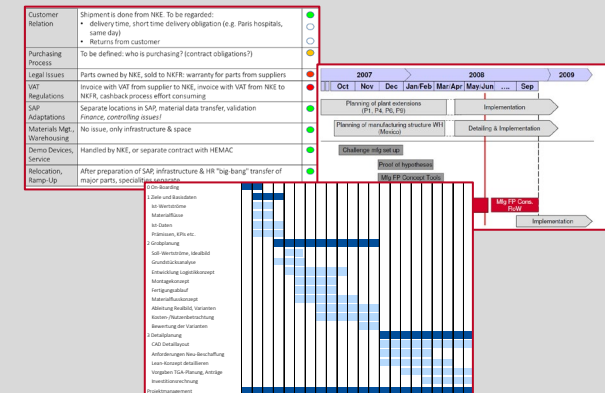 Customer Relation
Shipment is done from NKE. To be regarded:
• delivery time, short time delivery obligation (e.g. Paris hospitals, same day)
• Returns from customer
Purchasing Process
To be defined: who is purchasing? (contract obligations?)
Legal Issues
Parts owned by NKE, sold to NKFR: warranty for parts from suppliers
VAT Regulations
Invoice with VAT from supplier to NKE, invoice with VAT from NKE to NKFR, cashback process effort consuming
SAP Adaptations
Separate locations in SAP, material data transfer, validation
Finance, controlling issues!
Materials Mgt., Warehousing
No issue, only infrastructure & space
Demo Devices, Service
Handled by NKE, or separate contract with HEMAC
Relocation, Ramp-Up
After preparation of SAP, infrastructure & HR "big-bang" transfer of major parts, specialities separate
2007 2008 2009
Oct Nov Dec Jan/Feb Mar/Apr May/Jun .... Sep
Planning of plant extensions
(P1, P4, P6, P9)
Implementation
Planning of manufacturing structure WH
(Mexico)
Detailing & Implementation
Challenge mfg set up
Proof of hypotheses
Mfg FP Concept Tools
Mfg FP Cons.
RoW
Implementation
0 On-Boarding
1 Ziele und Basisdaten
Ist-Wertströme
Materialflüsse
Ist-Daten
Prämissen, KPIs etc.
2 Grobplanung
Soll-Wertströme, Idealbild
Grundstücksanalyse
Entwicklung Logistikkonzept
Montagekonzept
Fertigungsablauf
Materialflusskonzept
Ableitung Realbild, Varianten
Kosten-/Nutzenbetrachtung
Bewertung der Varianten
3 Detailplanung
CAD Detaillayout
Anforderungen Neu-Beschaffung
Lean-Konzept detaillieren
Vorgaben TGA-Planung, Anträge
Investitionsrechnung
Projektmanagement